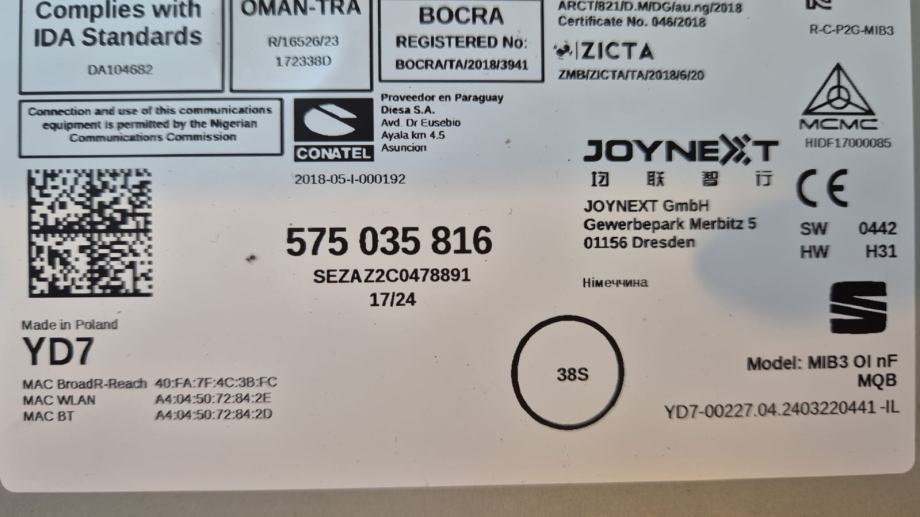 Complies with
IDA Standards
DA104682
OMAN-TRA
R/16526/23
172338D
BOCRA
REGISTERED No:
BOCRA/TA/2018/3941
ARCT/821/D.M/DG/au.ng/2018
Certificate No. 046/2018
ZICTA
ZMB/ZICTA/TA/2018/6/20
R-C-P2G-MIB3
MCMC
HIDF17000085
Connection and use of this communications
equipment is permitted by the Nigerian
Communications Commission
CONATEL
2018-05-I-000192
Proveedor en Paraguay
Diesa S.A.
Avd. Dr Eusebio
Ayala km 4.5
Asuncion
JOYNEXT
联 智 行
JOYNEXT GmbH
Gewerbepark Merbitz 5
01156 Dresden
Німеччина
CE
SW 0442
HW H31
575 035 816
SEZAZ2C0478891
17/24
Made in Poland
YD7
MAC BroadR-Reach 40:FA:7F:4C:3B:FC
MAC WLAN A4:04:50:72:84:2E
MAC BT A4:04:50:72:84:2D
38S
Model: MIB3 OI nF
MQB
YD7-00227.04.2403220441-IL